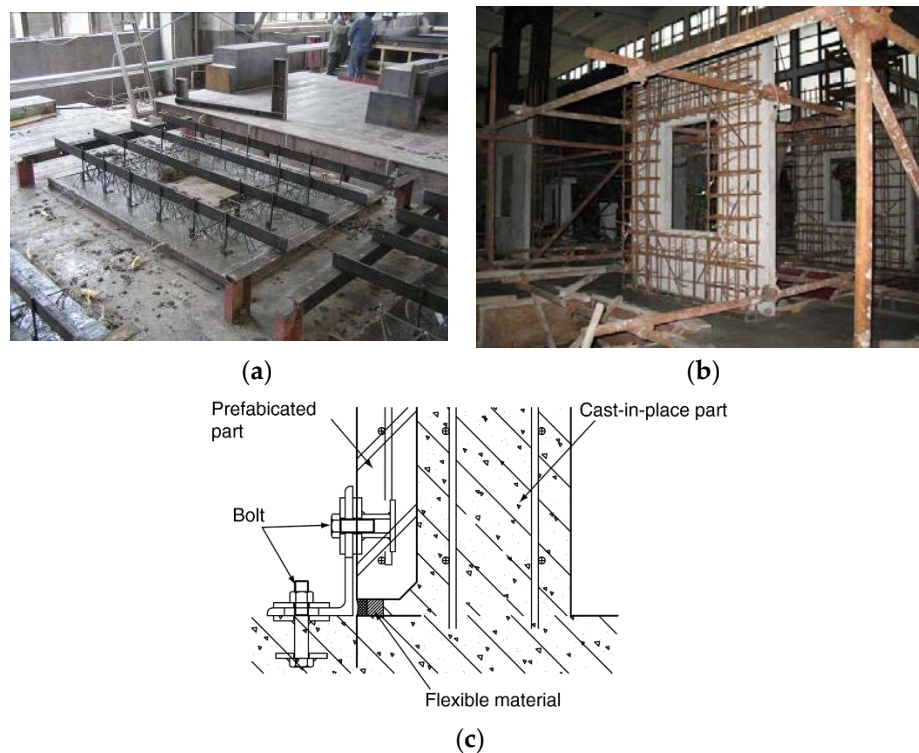 (a)
(b)
Prefabicated
part
Cast-in-place part
Bolt
Flexible material
(c)